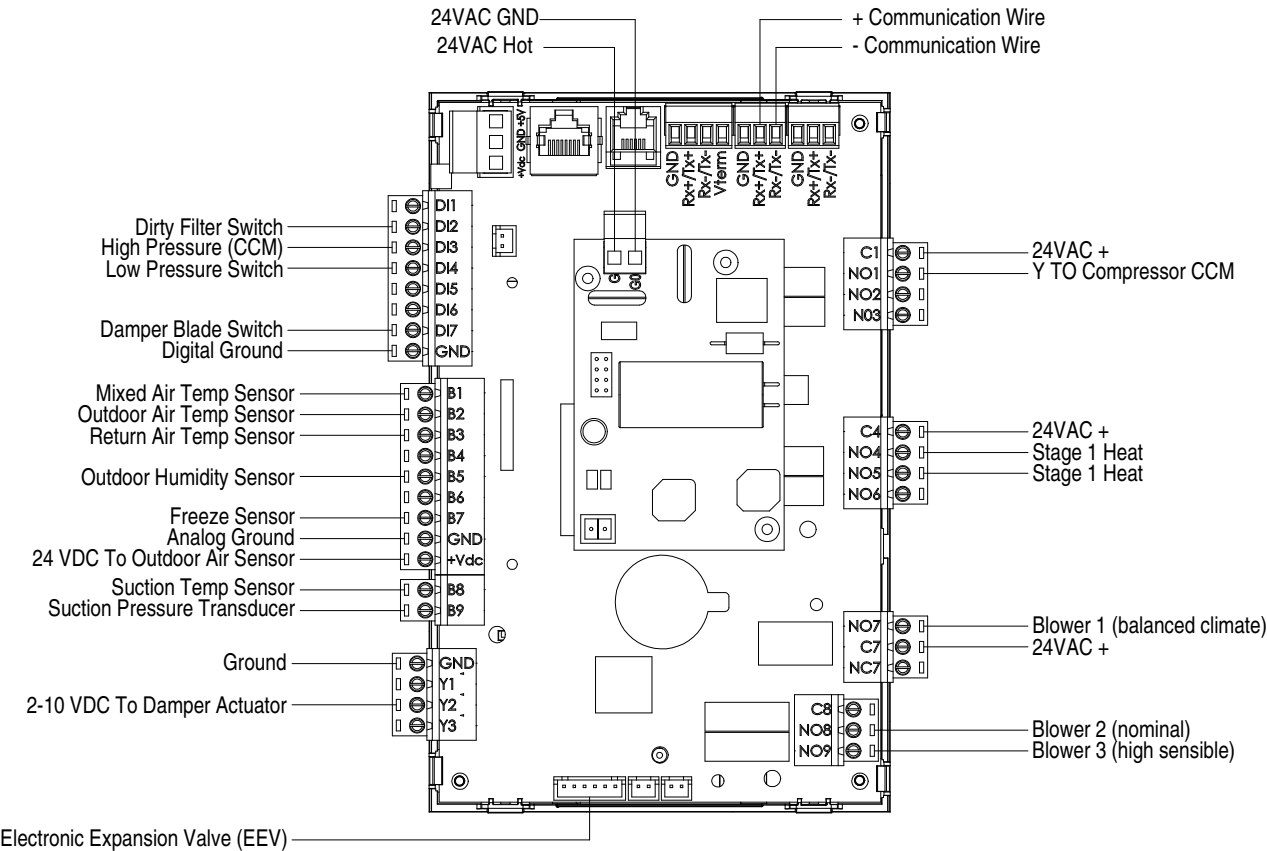 24VAC GND
24VAC Hot
+ Communication Wire
- Communication Wire
+Vdc GND +5V
GND
Rx+/Tx+
Rx-/Tx-
Vterm
GND
Rx+/Tx+
Rx-/Tx-
GND
Rx+/Tx+
Rx-/Tx-
G
G0
DI1
Dirty Filter Switch DI2
High Pressure (CCM) DI3
Low Pressure Switch DI4
DI5
DI6
Damper Blade Switch DI7
Digital Ground GND
Mixed Air Temp Sensor B1
Outdoor Air Temp Sensor B2
Return Air Temp Sensor B3
B4
Outdoor Humidity Sensor B5
B6
Freeze Sensor B7
Analog Ground GND
24 VDC To Outdoor Air Sensor +Vdc
Suction Temp Sensor B8
Suction Pressure Transducer B9
Ground GND
Y1
2-10 VDC To Damper Actuator Y2
Y3
Electronic Expansion Valve (EEV)
C1 24VAC +
NO1 Y TO Compressor CCM
NO2
N03
C4 24VAC +
NO4 Stage 1 Heat
NO5 Stage 1 Heat
NO6
NO7 Blower 1 (balanced climate)
C7 24VAC +
NC7
C8
NO8 Blower 2 (nominal)
NO9 Blower 3 (high sensible)